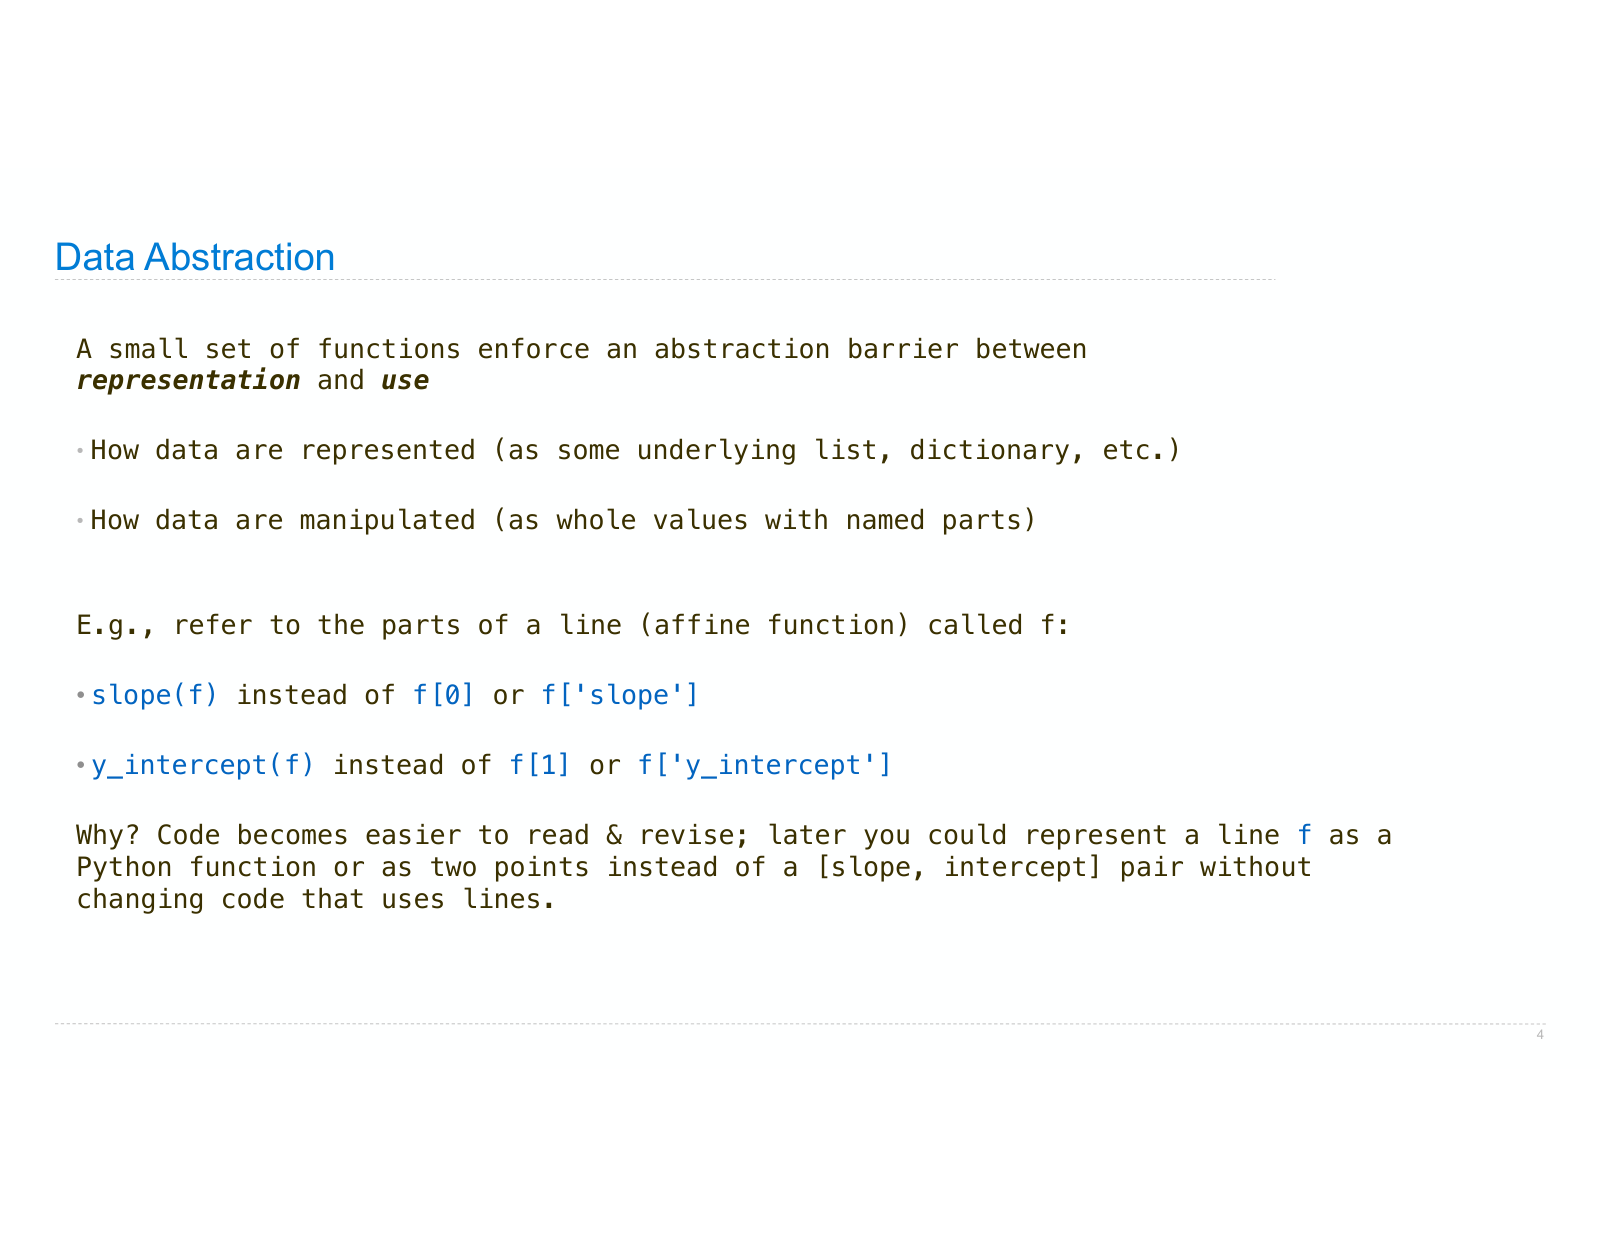 Data Abstraction
A small set of functions enforce an abstraction barrier between
representation and use
•How data are represented (as some underlying list, dictionary, etc.)
•How data are manipulated (as whole values with named parts)
E.g., refer to the parts of a line (affine function) called f:
•slope(f) instead of f[0] or f['slope']
•y_intercept(f) instead of f[1] or f['y_intercept']
Why? Code becomes easier to read & revise; later you could represent a line f as a
Python function or as two points instead of a [slope, intercept] pair without
changing code that uses lines.
4